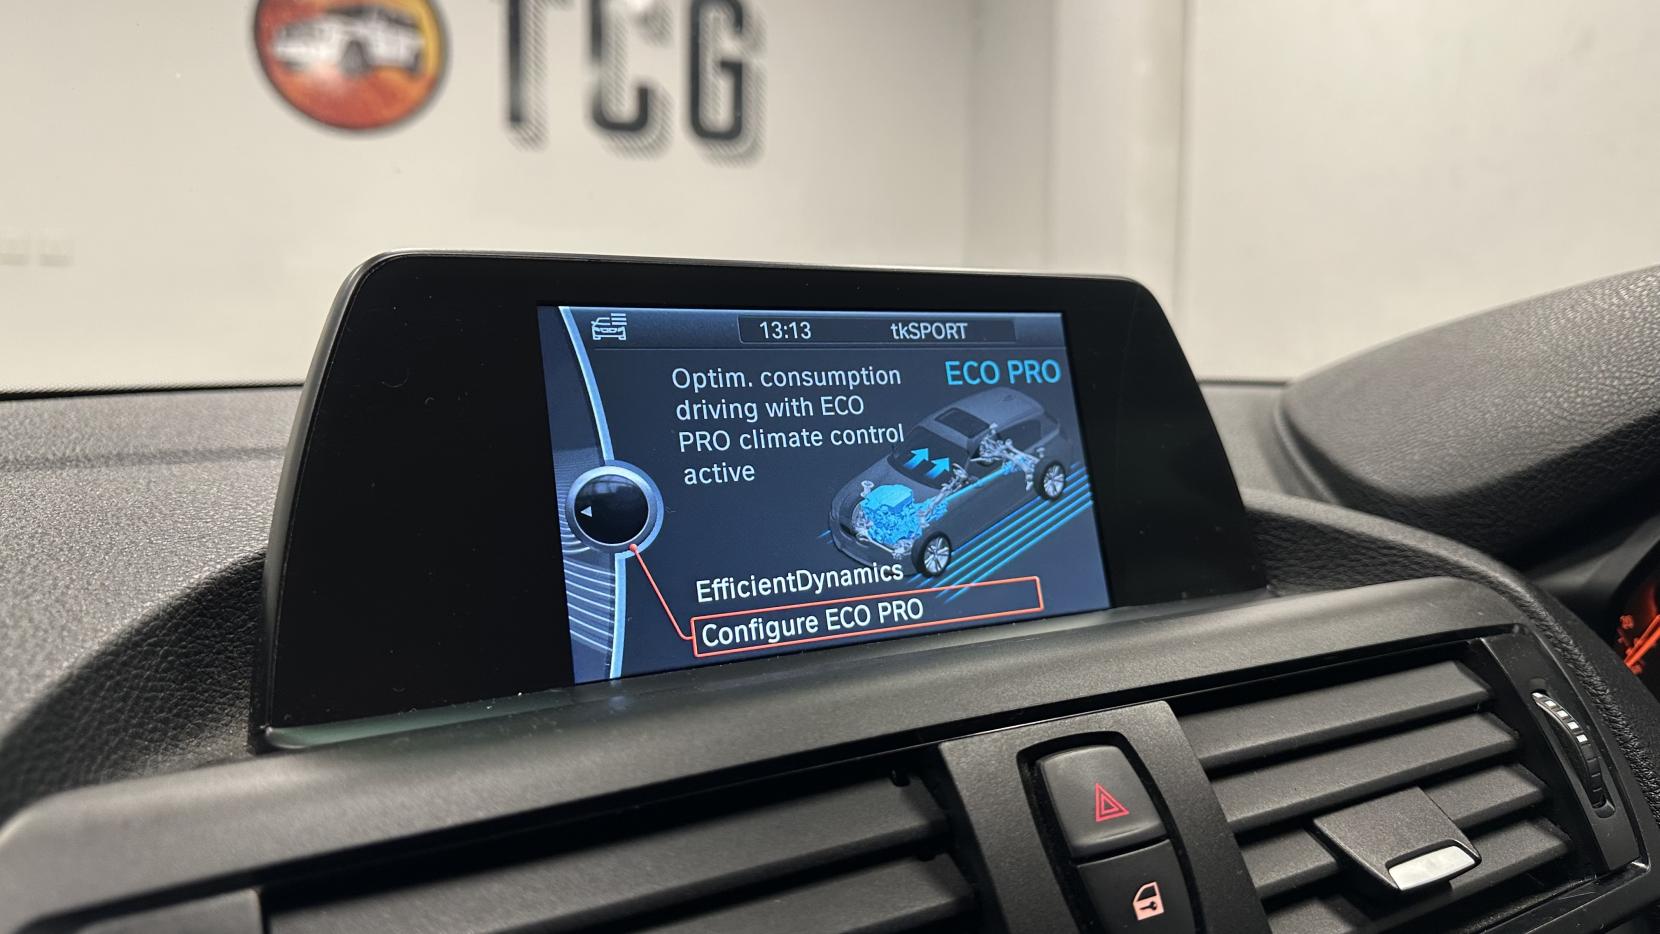 TCG
13:13 tkSPORT
Optim. consumption
driving with ECO
PRO climate control
active
ECO PRO
EfficientDynamics
Configure ECO PRO